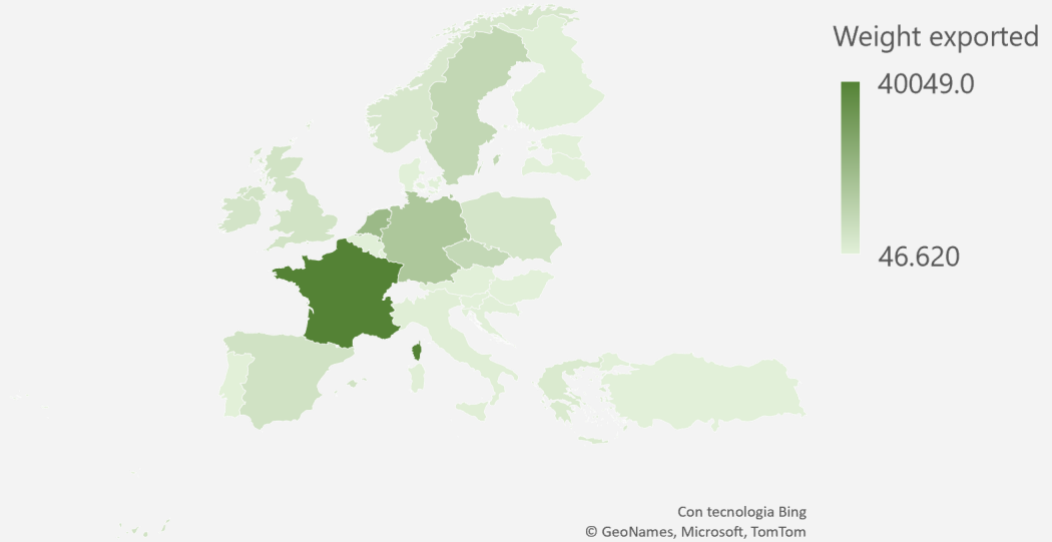 Weight exported
40049.0
46.620
Con tecnologia Bing
© GeoNames, Microsoft, TomTom